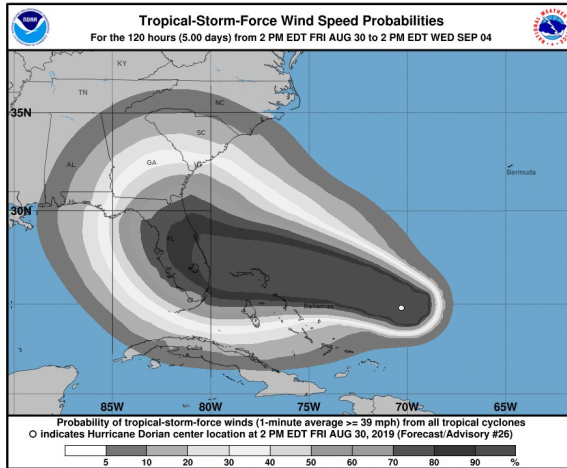 Tropical-Storm-Force Wind Speed Probabilities
For the 120 hours (5.00 days) from 2 PM EDT FRI AUG 30 to 2 PM EDT WED SEP 04
NOAA
NATIONAL WEATHER
KY
TN
NC
35N
SC
AL
GA
Bermuda
30N
FL
Bahamas
Cuba
85W
80W
75W
70W
65W
Probability of tropical-storm-force winds (1-minute average >= 39 mph) from all tropical cyclones
O indicates Hurricane Dorian center location at 2 PM EDT FRI AUG 30, 2019 (Forecast/Advisory #26)
5 10 20 30 40 50 60 70 80 90 %